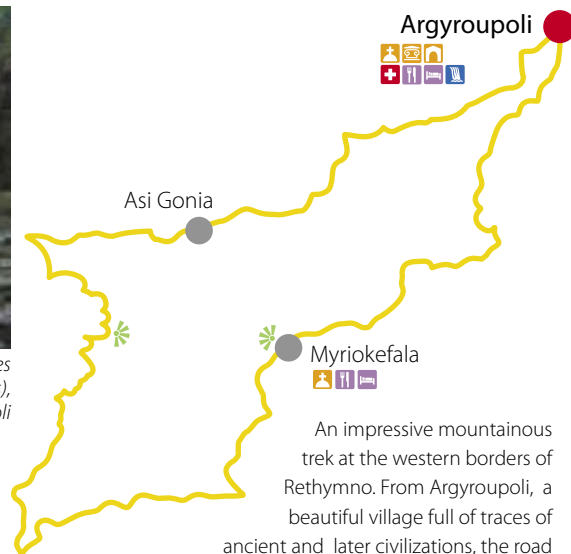 Argyroupoli
Asi Gonia
Myriokefala
An impressive mountainous
trek at the western borders of
Rethymno. From Argyroupoli, a
beautiful village full of traces of
ancient and later civilizations, the road